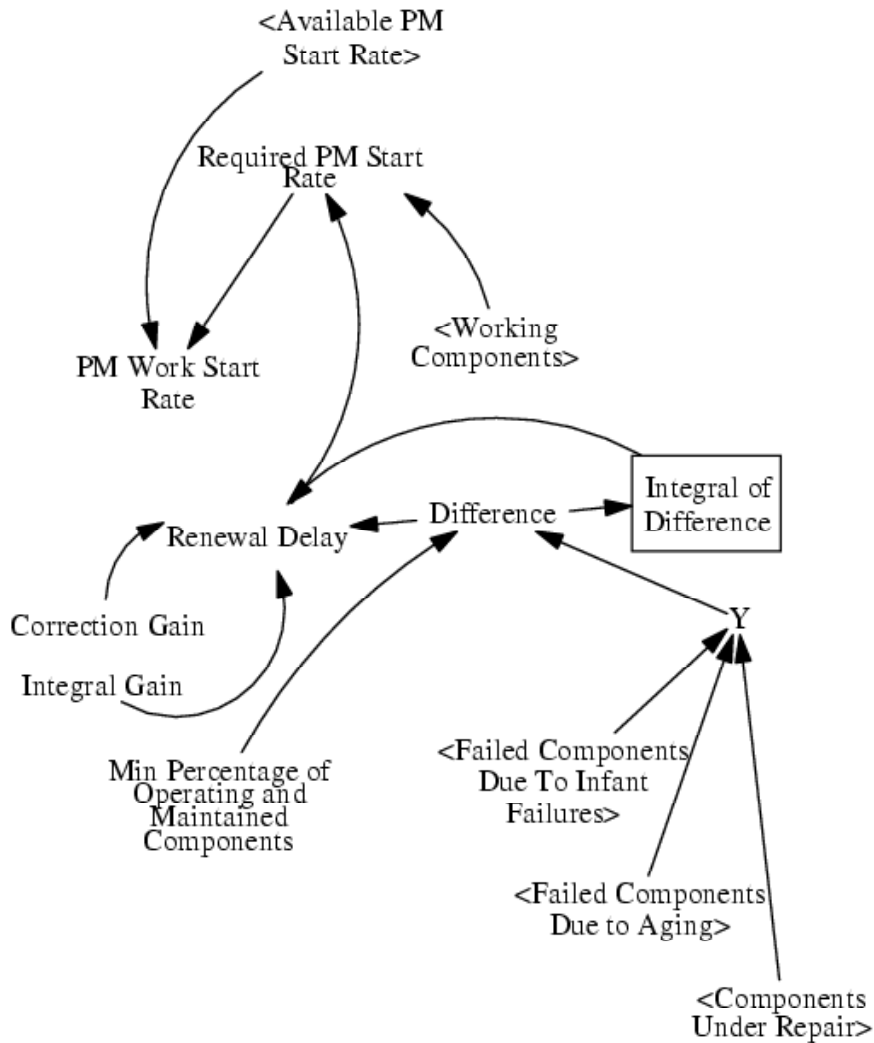 <Available PM
Start Rate>
Required PM Start
Rate
<Working
Components>
PM Work Start
Rate
Integral of
Difference
Difference
Renewal Delay
Y
Correction Gain
Integral Gain
<Failed Components
Due To Infant
Failures>
Min Percentage of
Operating and
Maintained
Components
<Failed Components
Due to Aging>
<Components
Under Repair>